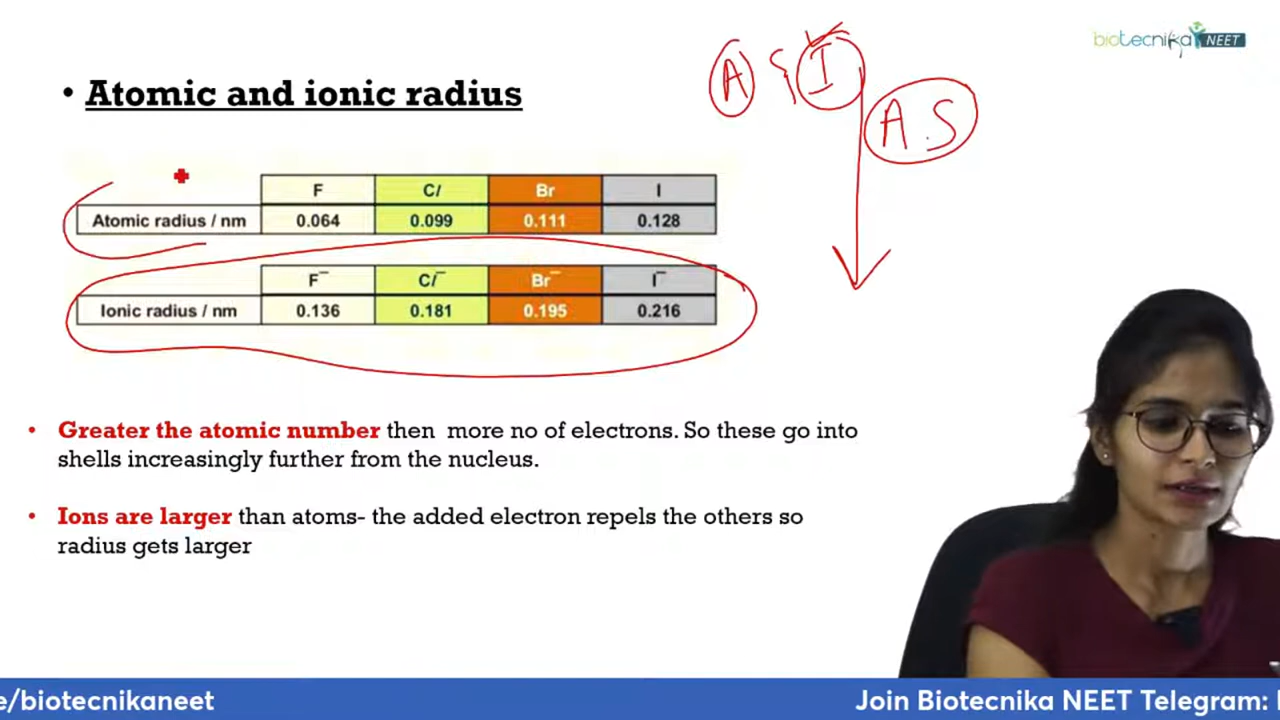 biotecnika NEET
A & I
A.S
• Atomic and ionic radius
F Cl Br I
Atomic radius / nm 0.064 0.099 0.111 0.128
F⁻ Cl⁻ Br⁻ I⁻
Ionic radius / nm 0.136 0.181 0.195 0.216
• Greater the atomic number then more no of electrons. So these go into
shells increasingly further from the nucleus.
• Ions are larger than atoms- the added electron repels the others so
radius gets larger
e/biotecnikaneet Join Biotecnika NEET Telegram: